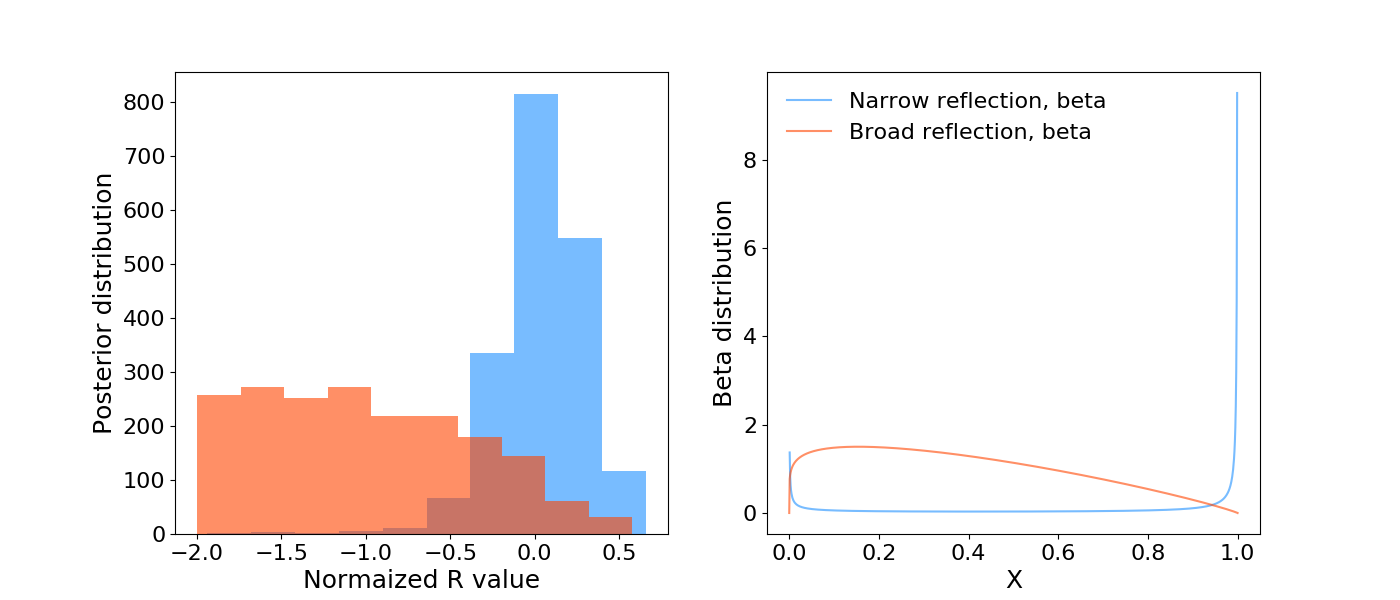 Posterior distribution
800
700
600
500
400
300
200
100
0
−2.0 −1.5 −1.0 −0.5 0.0 0.5
Normaized R value
Beta distribution
8
6
4
2
0
Narrow reflection, beta
Broad reflection, beta
0.0 0.2 0.4 0.6 0.8 1.0
X